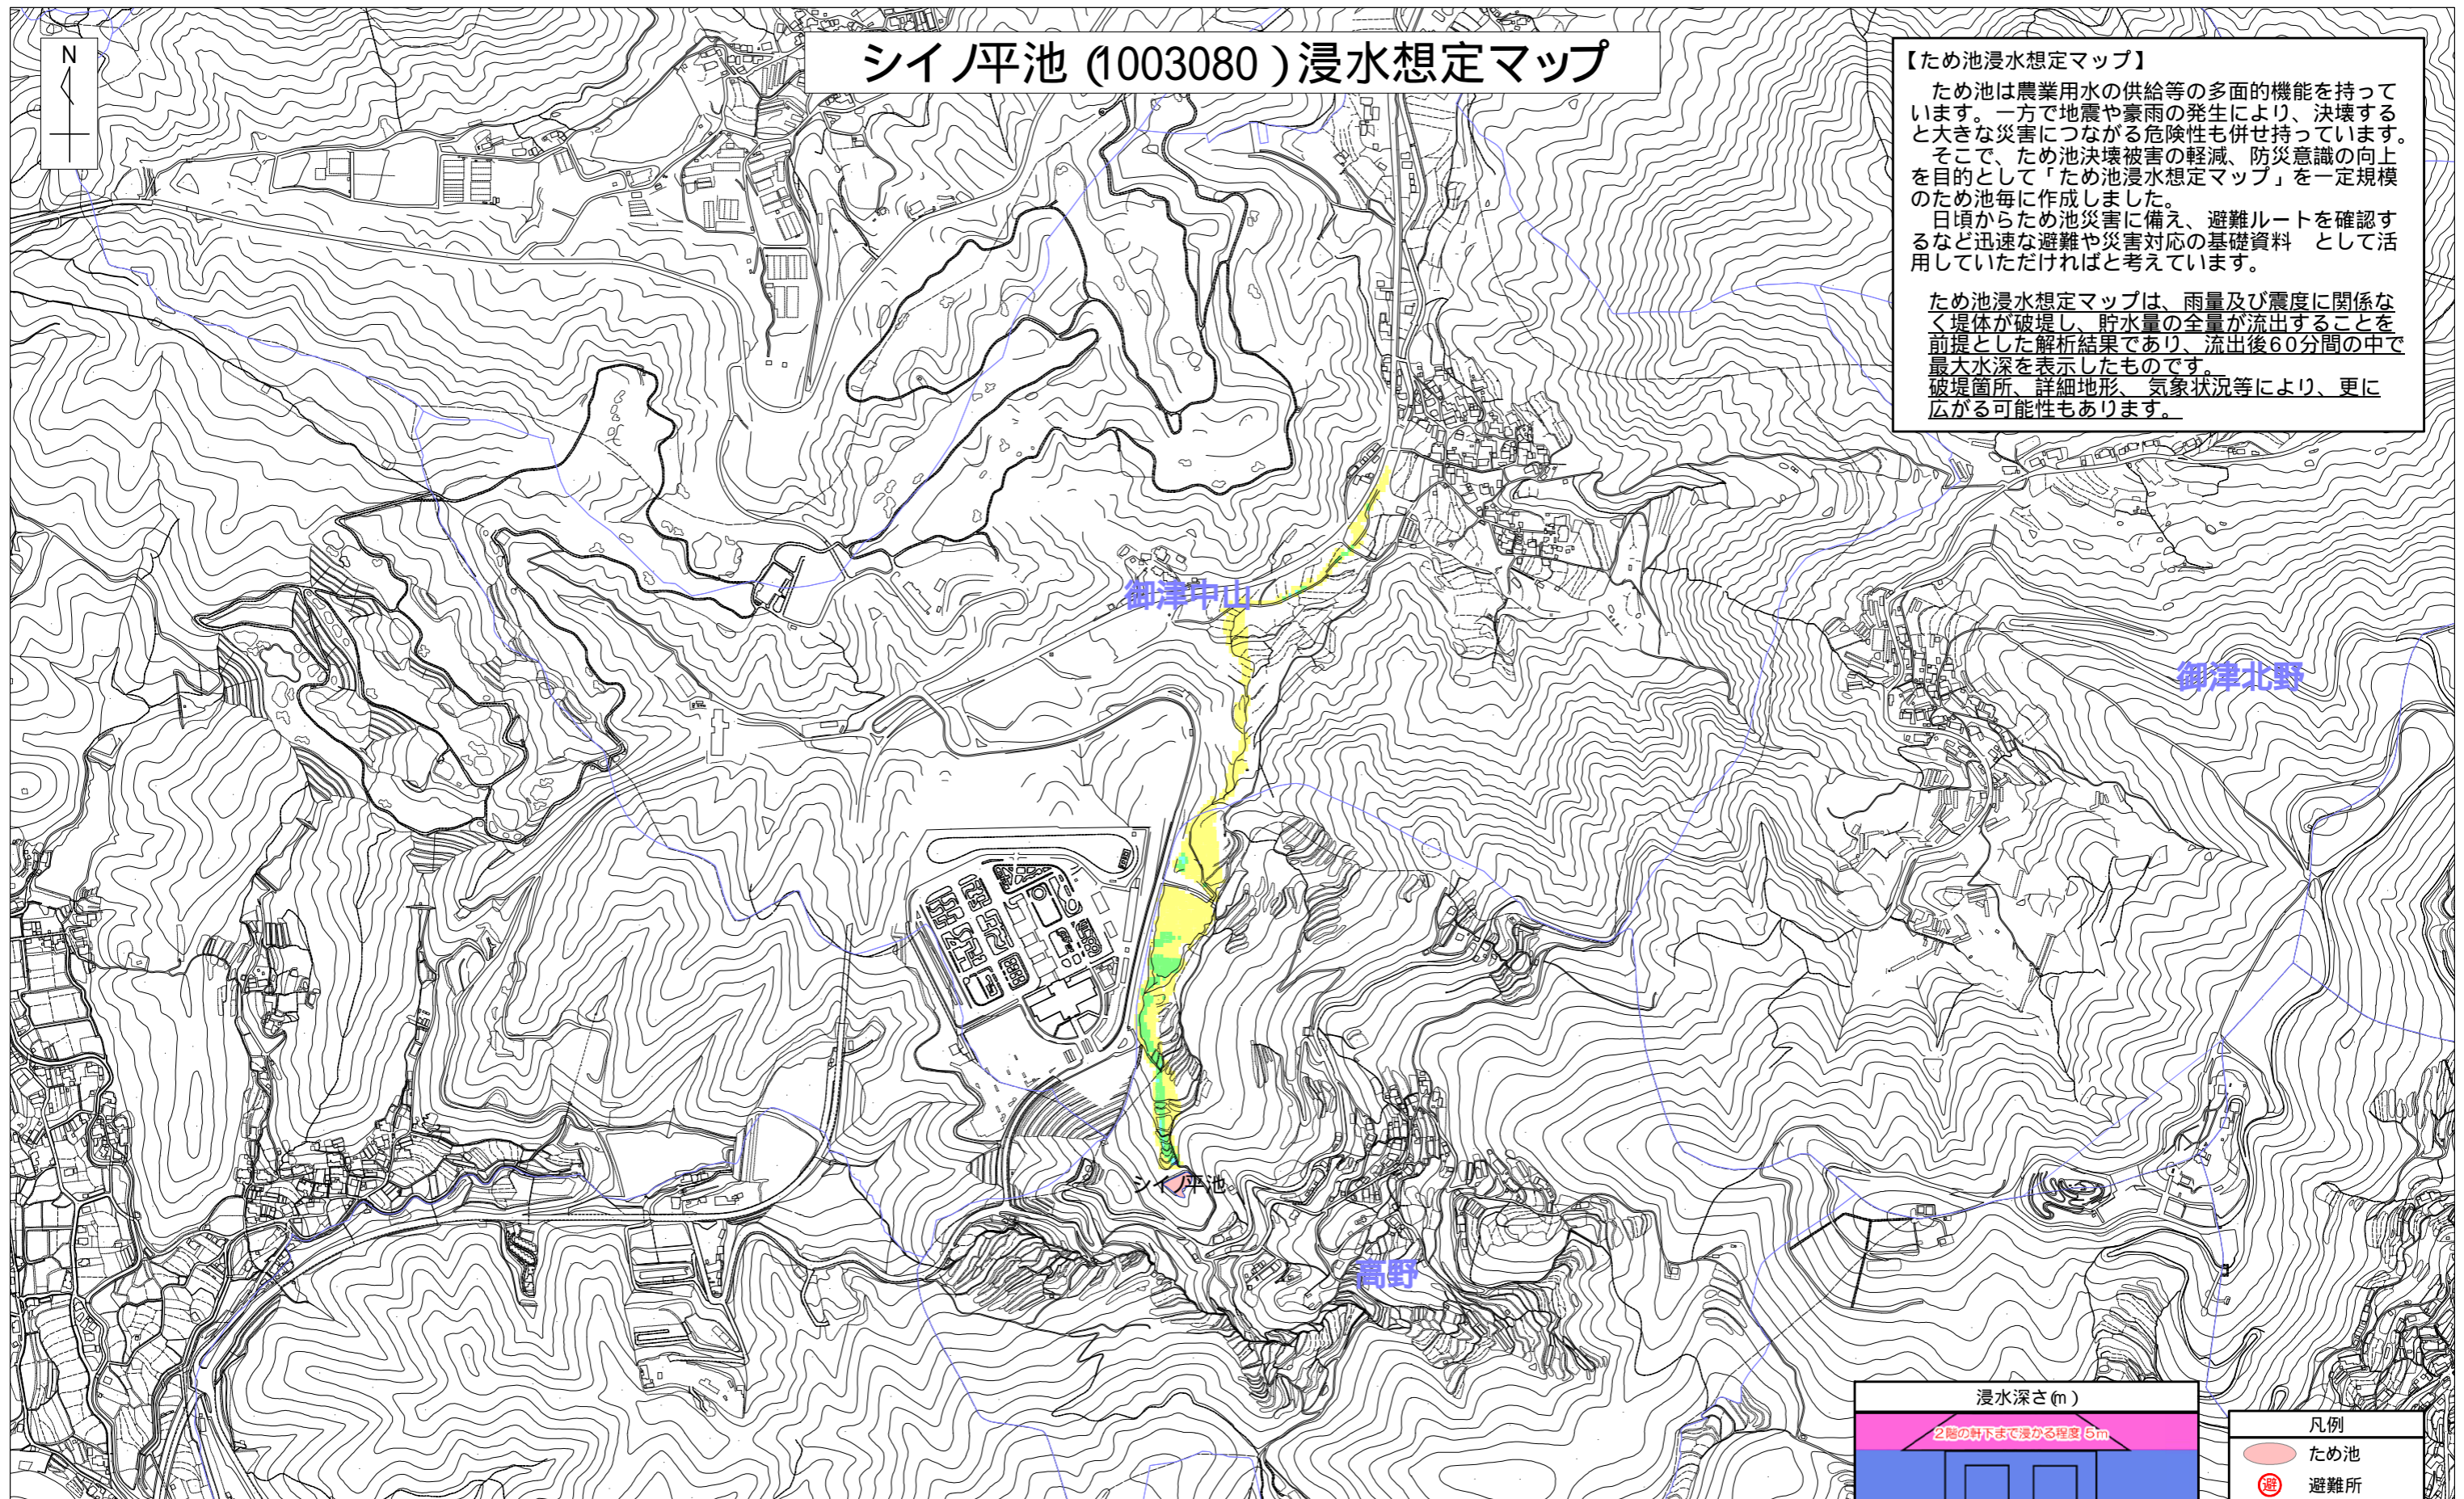 N
シイノ平池 (1003080 ) 浸水想定マップ
【ため池浸水想定マップ】
ため池は農業用水の供給等の多面的機能を持って
います。一方で地震や豪雨の発生により、決壊する
と大きな災害につながる危険性も併せ持っています。
そこで、ため池決壊被害の軽減、防災意識の向上
を目的として「ため池浸水想定マップ」を一定規模
のため池毎に作成しました。
日頃からため池災害に備え、避難ルートを確認す
るなど迅速な避難や災害対応の基礎資料　として活
用していただければと考えています。
ため池浸水想定マップは、雨量及び震度に関係な
く堤体が破堤し、貯水量の全量が流出することを
前提とした解析結果であり、流出後60分間の中で
最大水深を表示したものです。
破堤箇所、詳細地形、気象状況等により、更に
広がる可能性もあります。
御津中山
御津北野
シイノ平池
高野
浸水深さ(m )
2階の軒下まで浸かる程度 5m
凡例
ため池
避 避難所